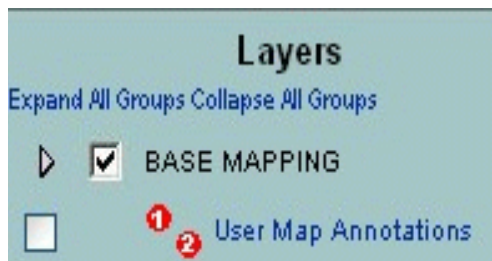 Layers
Expand All Groups Collapse All Groups
BASE MAPPING
1 2 User Map Annotations